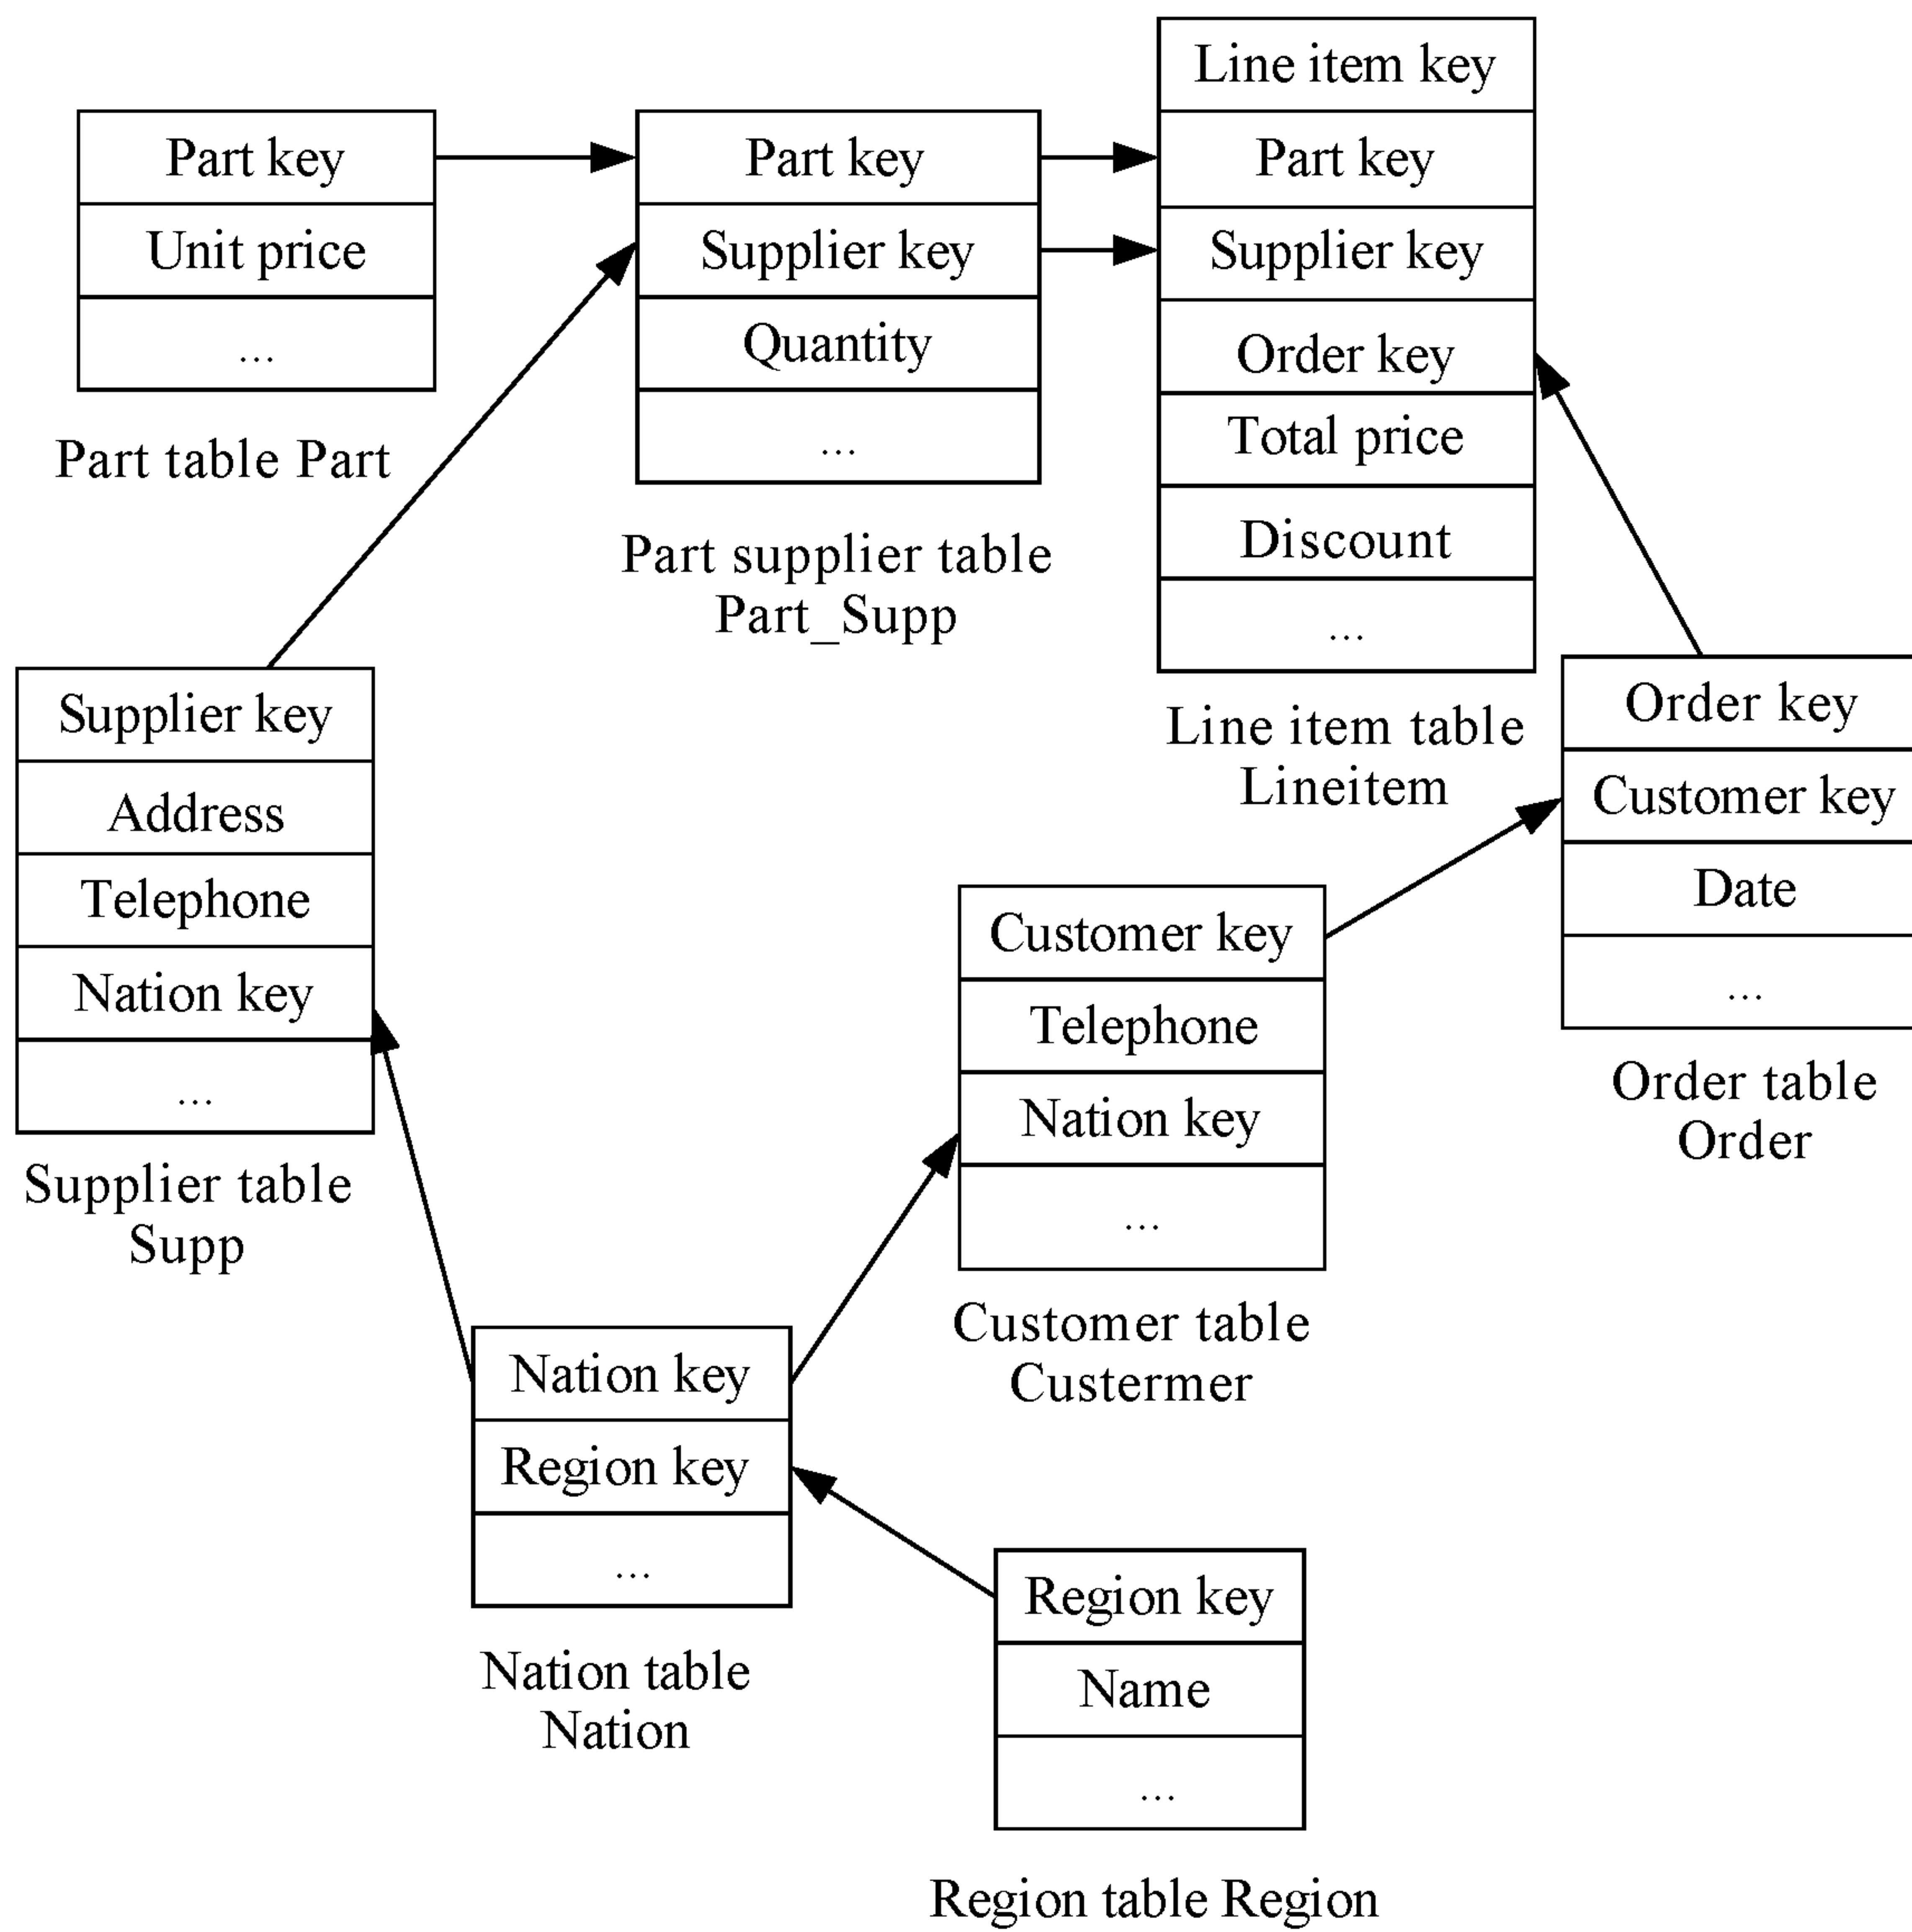 Part key
Unit price
...
Part table Part
Part key
Supplier key
Quantity
...
Part supplier table
Part_Supp
Line item key
Part key
Supplier key
Order key
Total price
Discount
...
Line item table
Lineitem
Supplier key
Address
Telephone
Nation key
...
Supplier table
Supp
Order key
Customer key
Date
...
Order table
Order
Customer key
Telephone
Nation key
...
Customer table
Custermer
Nation key
Region key
...
Nation table
Nation
Region key
Name
...
Region table Region